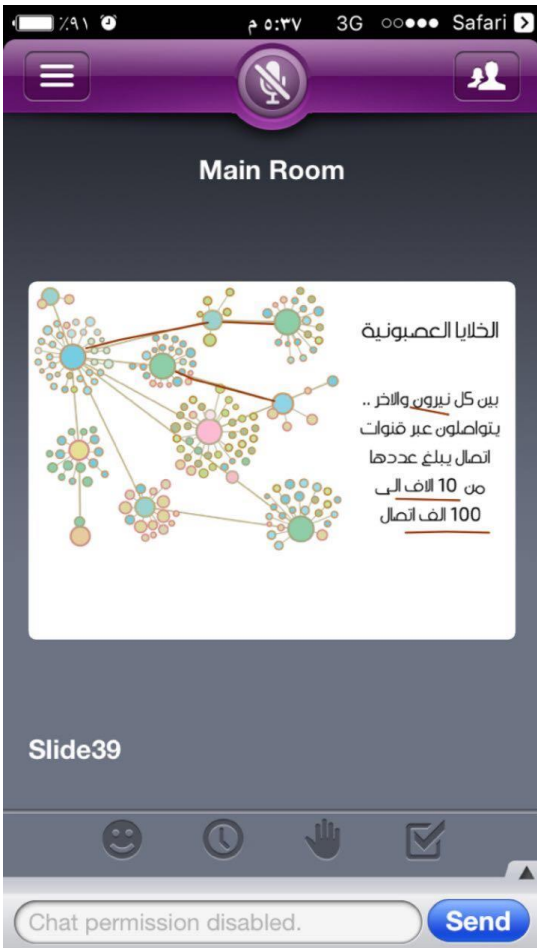 ٪٩١ ٥:٣٧ م 3G Safari
Main Room
الخلايا العصبونية
بين كل نيرون والاخر ..
يتواصلون عبر قنوات
اتصال يبلغ عددها
من 10 الاف الى
100 الف اتصال
Slide39
Chat permission disabled.
Send